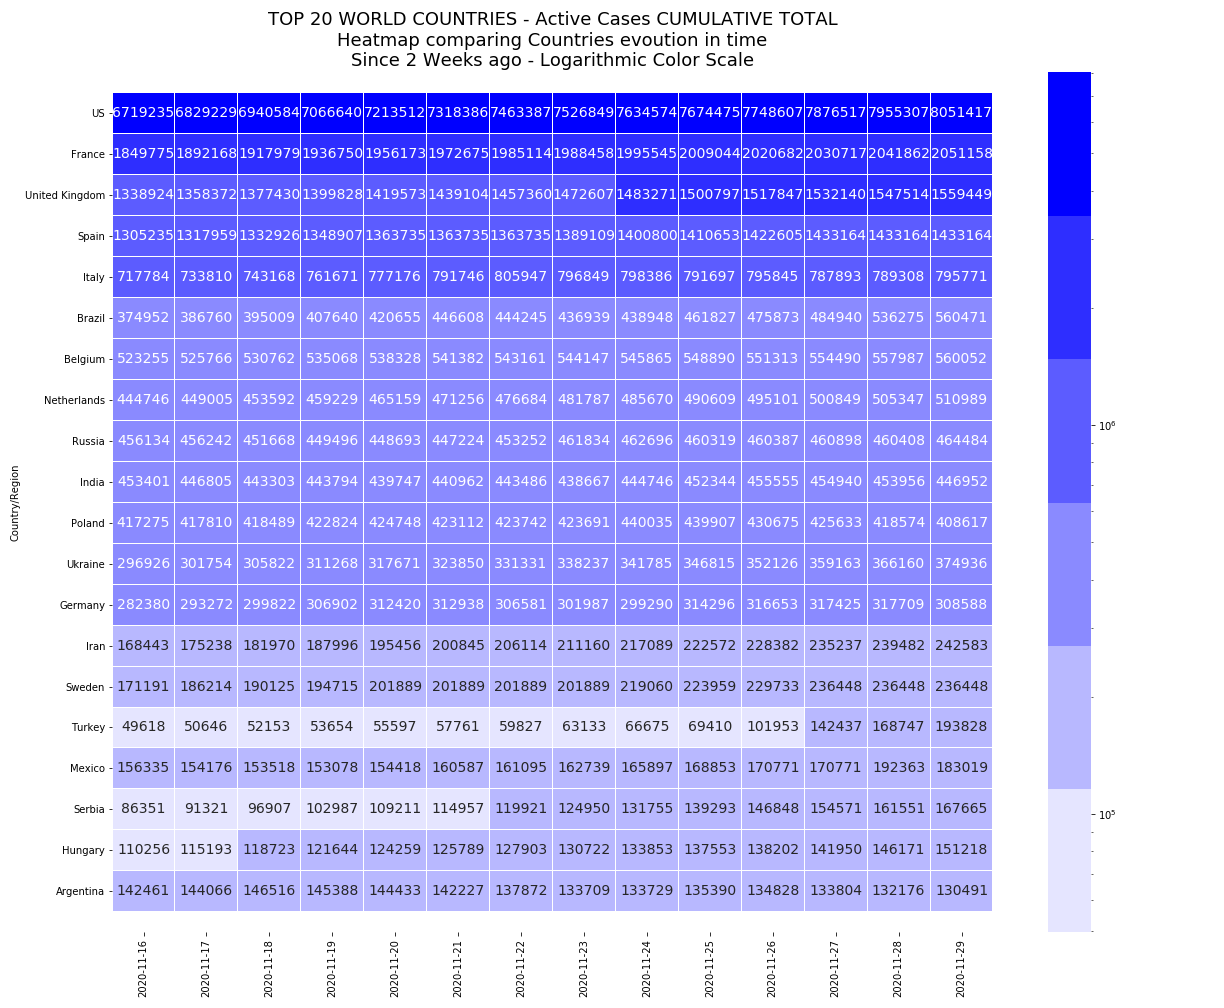 TOP 20 WORLD COUNTRIES - Active Cases CUMULATIVE TOTAL
Heatmap comparing Countries evoution in time
Since 2 Weeks ago - Logarithmic Color Scale
US 6719235 6829229 6940584 7066640 7213512 7318386 7463387 7526849 7634574 7674475 7748607 7876517 7955307 8051417
France 1849775 1892168 1917979 1936750 1956173 1972675 1985114 1988458 1995545 2009044 2020682 2030717 2041862 2051158
United Kingdom 1338924 1358372 1377430 1399828 1419573 1439104 1457360 1472607 1483271 1500797 1517847 1532140 1547514 1559449
Spain 1305235 1317959 1332926 1348907 1363735 1363735 1363735 1389109 1400800 1410653 1422605 1433164 1433164 1433164
Italy 717784 733810 743168 761671 777176 791746 805947 796849 798386 791697 795845 787893 789308 795771
Brazil 374952 386760 395009 407640 420655 446608 444245 436939 438948 461827 475873 484940 536275 560471
Belgium 523255 525766 530762 535068 538328 541382 543161 544147 545865 548890 551313 554490 557987 560052
Netherlands 444746 449005 453592 459229 465159 471256 476684 481787 485670 490609 495101 500849 505347 510989
Russia 456134 456242 451668 449496 448693 447224 453252 461834 462696 460319 460387 460898 460408 464484
India 453401 446805 443303 443794 439747 440962 443486 438667 444746 452344 455555 454940 453956 446952
Poland 417275 417810 418489 422824 424748 423112 423742 423691 440035 439907 430675 425633 418574 408617
Ukraine 296926 301754 305822 311268 317671 323850 331331 338237 341785 346815 352126 359163 366160 374936
Germany 282380 293272 299822 306902 312420 312938 306581 301987 299290 314296 316653 317425 317709 308588
Iran 168443 175238 181970 187996 195456 200845 206114 211160 217089 222572 228382 235237 239482 242583
Sweden 171191 186214 190125 194715 201889 201889 201889 201889 219060 223959 229733 236448 236448 236448
Turkey 49618 50646 52153 53654 55597 57761 59827 63133 66675 69410 101953 142437 168747 193828
Mexico 156335 154176 153518 153078 154418 160587 161095 162739 165897 168853 170771 170771 192363 183019
Serbia 86351 91321 96907 102987 109211 114957 119921 124950 131755 139293 146848 154571 161551 167665
Hungary 110256 115193 118723 121644 124259 125789 127903 130722 133853 137553 138202 141950 146171 151218
Argentina 142461 144066 146516 145388 144433 142227 137872 133709 133729 135390 134828 133804 132176 130491
2020-11-16 2020-11-17 2020-11-18 2020-11-19 2020-11-20 2020-11-21 2020-11-22 2020-11-23 2020-11-24 2020-11-25 2020-11-26 2020-11-27 2020-11-28 2020-11-29
Country/Region
10⁶
10⁵